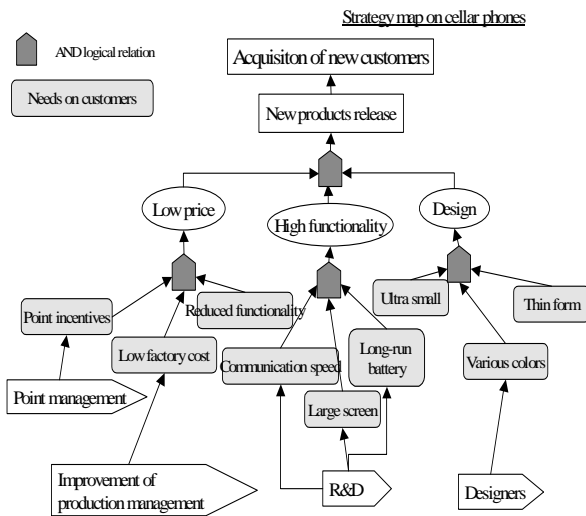 Strategy map on cellar phones
AND logical relation
Needs on customers
Acquisiton of new customers
New products release
Low price
High functionality
Design
Point incentives
Reduced functionality
Low factory cost
Communication speed
Long-run
battery
Large screen
Ultra small
Thin form
Various colors
Point management
Improvement of
production management
R&D
Designers